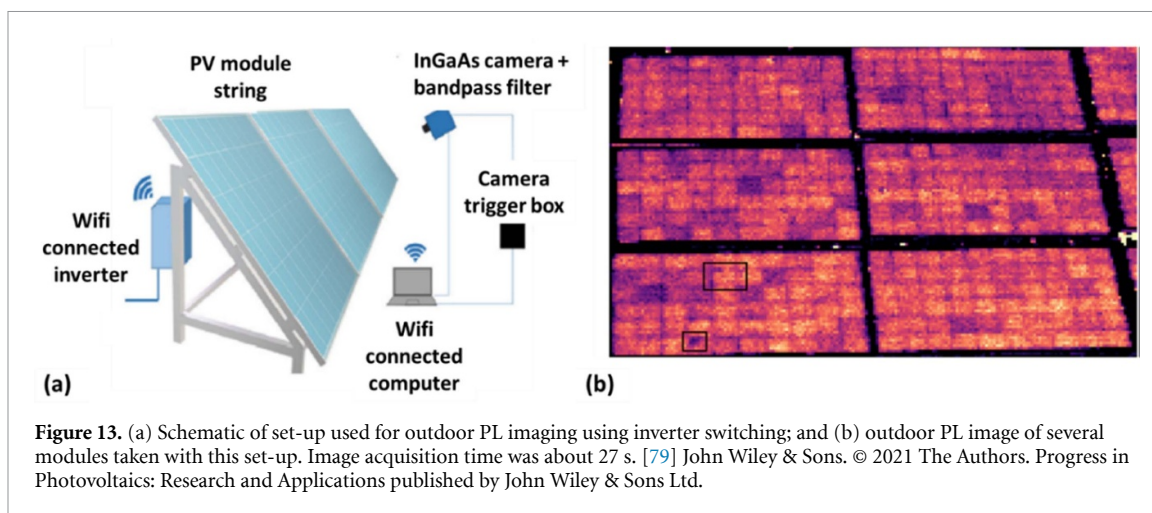 PV module
string
InGaAs camera +
bandpass filter
Camera
trigger box
Wifi
connected
inverter
Wifi
connected
computer
(a)
(b)
Figure 13. (a) Schematic of set-up used for outdoor PL imaging using inverter switching; and (b) outdoor PL image of several
modules taken with this set-up. Image acquisition time was about 27 s. [79] John Wiley & Sons. © 2021 The Authors. Progress in
Photovoltaics: Research and Applications published by John Wiley & Sons Ltd.